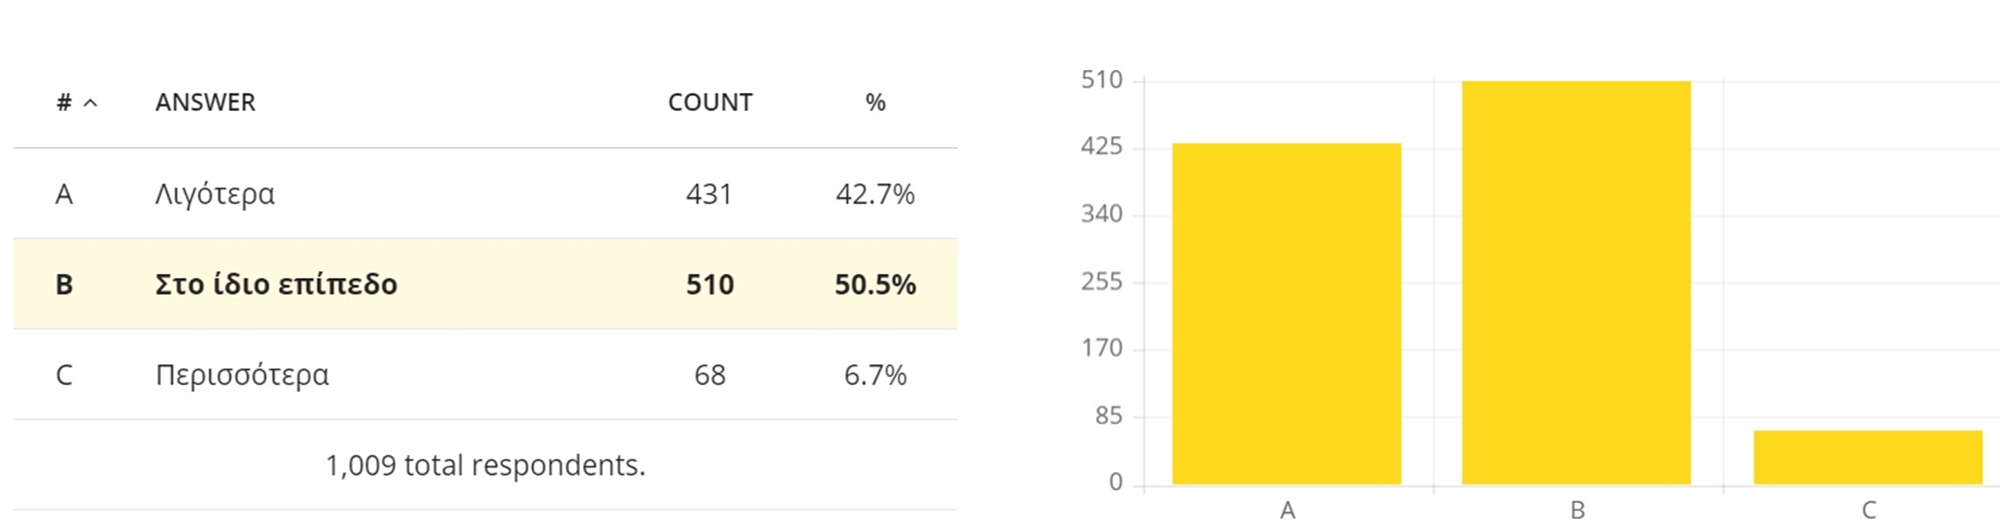 # ANSWER COUNT %
A Λιγότερα 431 42.7%
B Στο ίδιο επίπεδο 510 50.5%
C Περισσότερα 68 6.7%
1,009 total respondents.
510
425
340
255
170
85
0
A B C